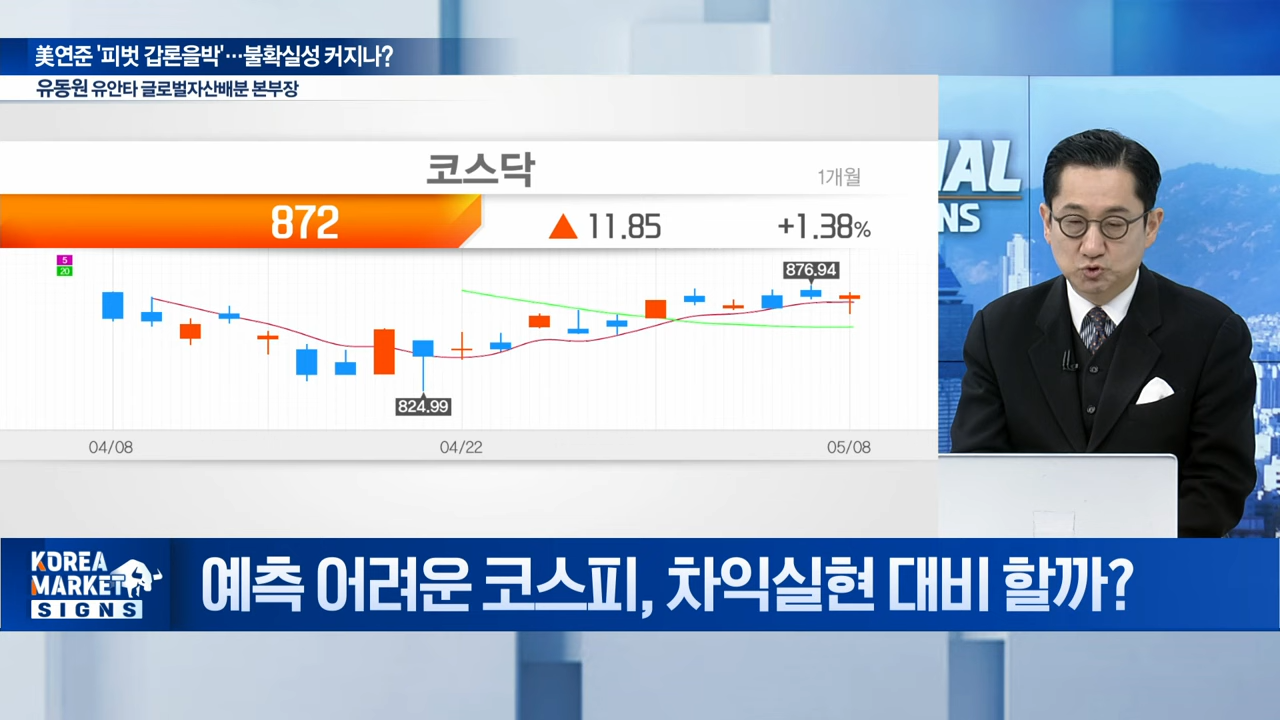 美연준 '피벗 갑론을박'…불확실성 커지나?
유동원 유안타 글로벌자산배분 본부장
코스닥
1개월
872 ▲ 11.85 +1.38%
5
20
876.94
824.99
04/08 04/22 05/08
NAL
NS
KOREA
MARKET
SIGNS
예측 어려운 코스피, 차익실현 대비 할까?